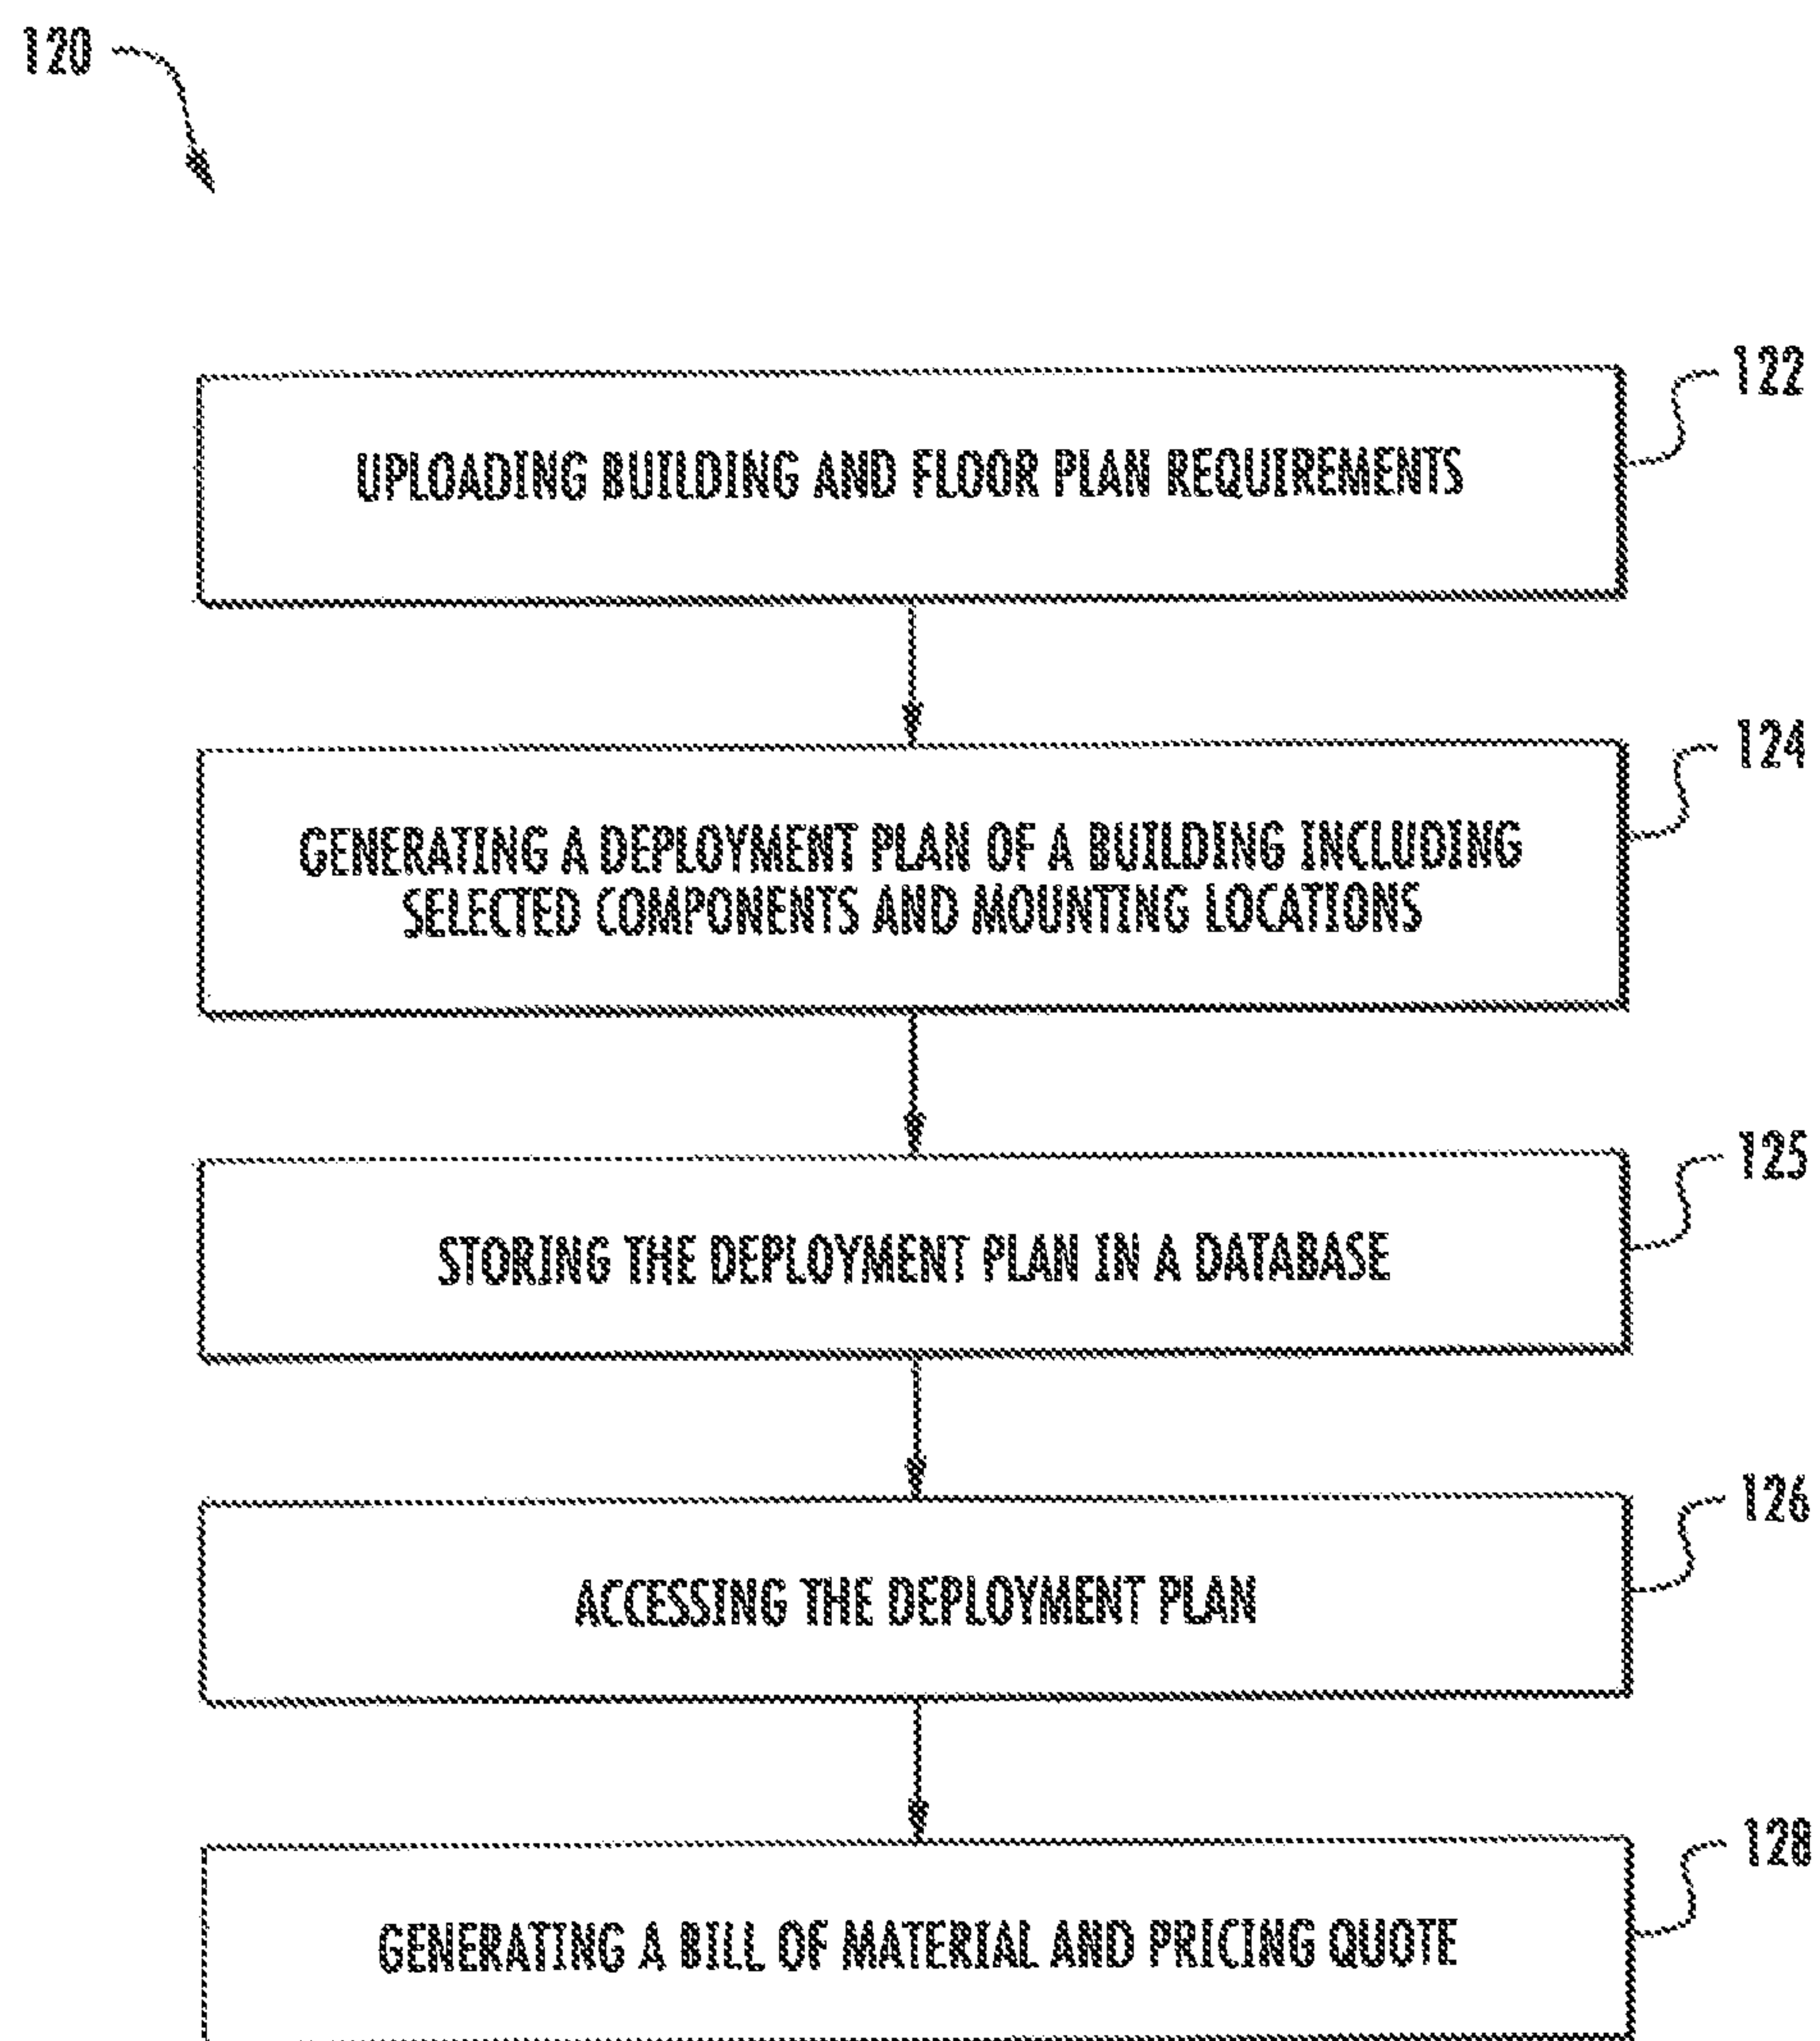 120
122
UPLOADING BUILDING AND FLOOR PLAN REQUIREMENTS
124
GENERATING A DEPLOYMENT PLAN OF A BUILDING INCLUDING
SELECTED COMPONENTS AND MOUNTING LOCATIONS
125
STORING THE DEPLOYMENT PLAN IN A DATABASE
126
ACCESSING THE DEPLOYMENT PLAN
128
GENERATING A BILL OF MATERIAL AND PRICING QUOTE